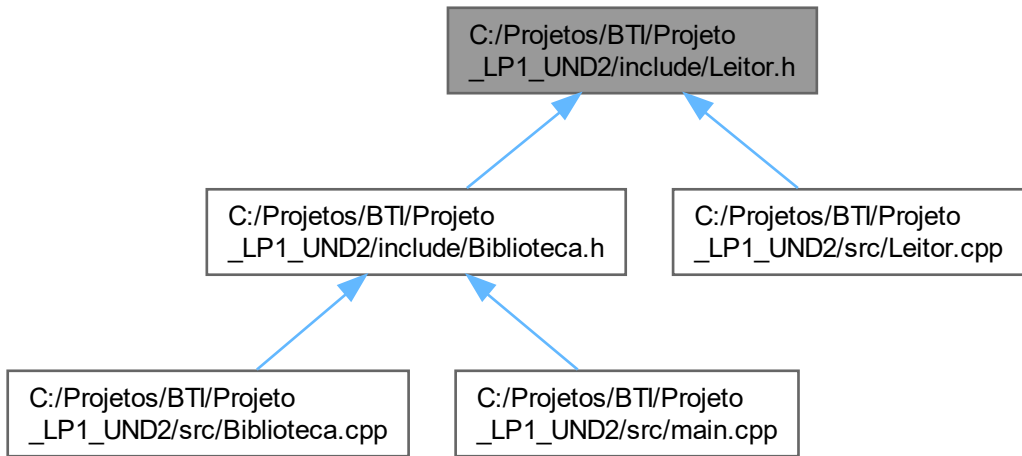 C:/Projetos/BTI/Projeto
_LP1_UND2/include/Leitor.h
C:/Projetos/BTI/Projeto
_LP1_UND2/include/Biblioteca.h
C:/Projetos/BTI/Projeto
_LP1_UND2/src/Leitor.cpp
C:/Projetos/BTI/Projeto
_LP1_UND2/src/Biblioteca.cpp
C:/Projetos/BTI/Projeto
_LP1_UND2/src/main.cpp